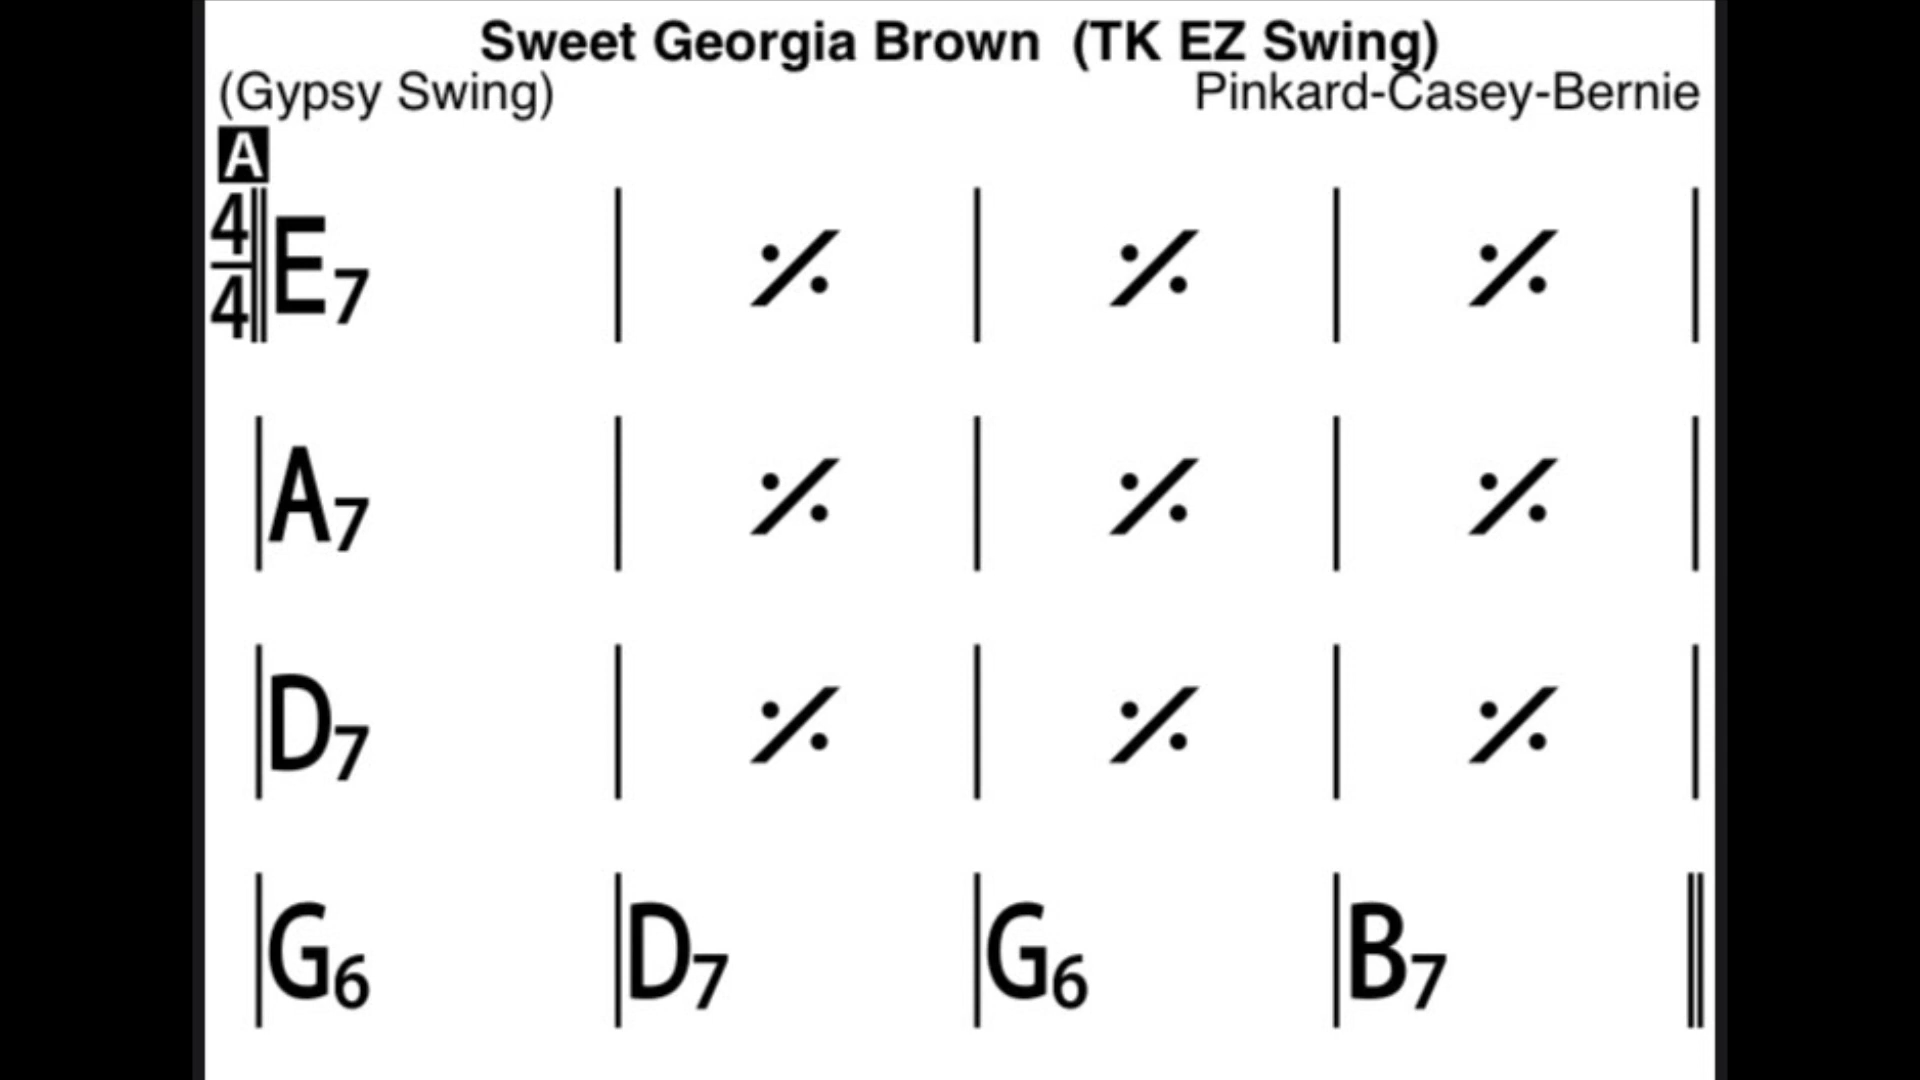 Sweet Georgia Brown (TK EZ Swing)
(Gypsy Swing) Pinkard-Casey-Bernie
A
4/4 E7 | 𝄎 | 𝄎 | 𝄎
A7 | 𝄎 | 𝄎 | 𝄎
D7 | 𝄎 | 𝄎 | 𝄎
G6 D7 G6 B7